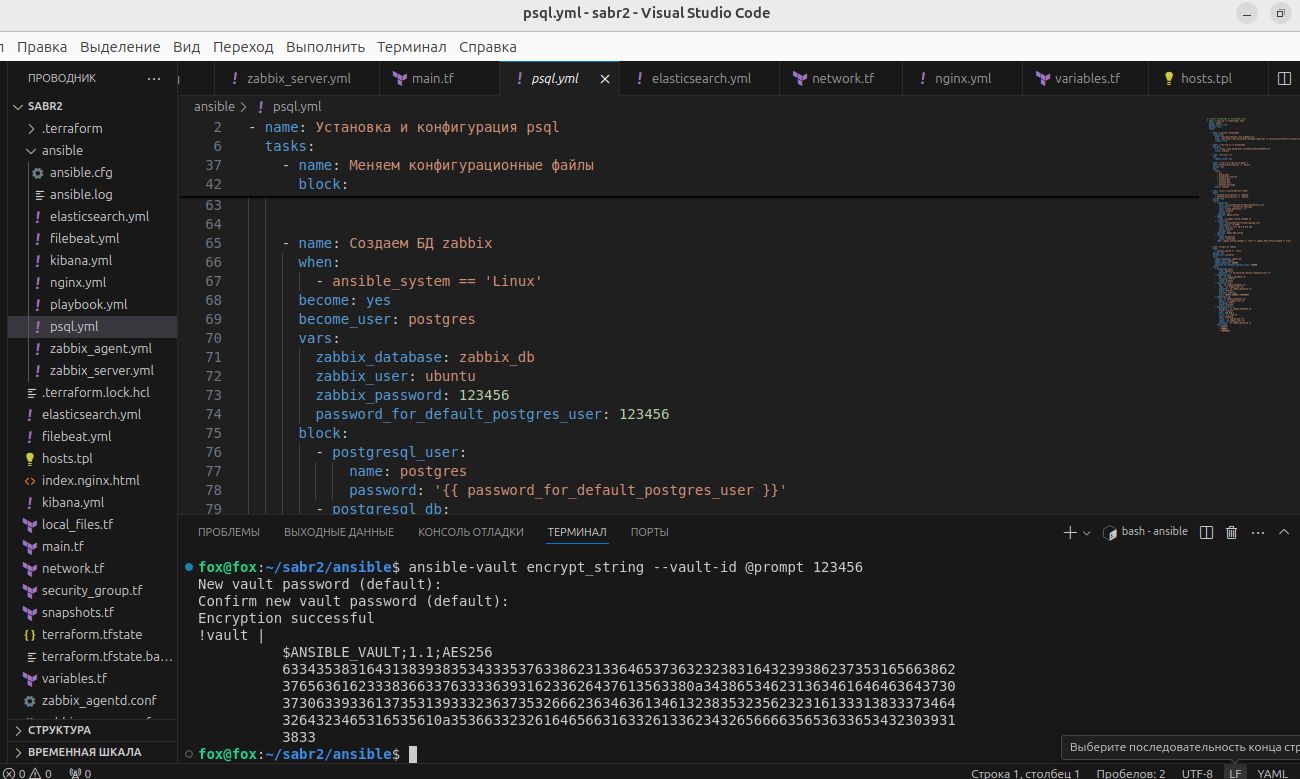 psql.yml - sabr2 - Visual Studio Code
Правка Выделение Вид Переход Выполнить Терминал Справка
ПРОВОДНИК
zabbix_server.yml main.tf psql.yml elasticsearch.yml network.tf nginx.yml variables.tf hosts.tpl
SABR2
.terraform
ansible
ansible.cfg
ansible.log
elasticsearch.yml
filebeat.yml
kibana.yml
nginx.yml
playbook.yml
psql.yml
zabbix_agent.yml
zabbix_server.yml
.terraform.lock.hcl
elasticsearch.yml
filebeat.yml
hosts.tpl
index.nginx.html
kibana.yml
local_files.tf
main.tf
network.tf
security_group.tf
snapshots.tf
terraform.tfstate
terraform.tfstate.ba...
variables.tf
zabbix_agentd.conf
СТРУКТУРА
ВРЕМЕННАЯ ШКАЛА
ansible > psql.yml
2 - name: Установка и конфигурация psql
6 tasks:
37 - name: Меняем конфигурационные файлы
42 block:
63
64
65 - name: Создаем БД zabbix
66 when:
67 - ansible_system == 'Linux'
68 become: yes
69 become_user: postgres
70 vars:
71 zabbix_database: zabbix_db
72 zabbix_user: ubuntu
73 zabbix_password: 123456
74 password_for_default_postgres_user: 123456
75 block:
76 - postgresql_user:
77 name: postgres
78 password: '{{ password_for_default_postgres_user }}'
79 - postgresql_db:
ПРОБЛЕМЫ ВЫХОДНЫЕ ДАННЫЕ КОНСОЛЬ ОТЛАДКИ ТЕРМИНАЛ ПОРТЫ
bash - ansible
fox@fox:~/sabr2/ansible$ ansible-vault encrypt_string --vault-id @prompt 123456
New vault password (default):
Confirm new vault password (default):
Encryption successful
!vault |
$ANSIBLE_VAULT;1.1;AES256
3833
fox@fox:~/sabr2/ansible$
Выберите последовательность конца стр
0 0 0
Строка 1, столбец 1 Пробелов: 2 UTF-8 LF YAML